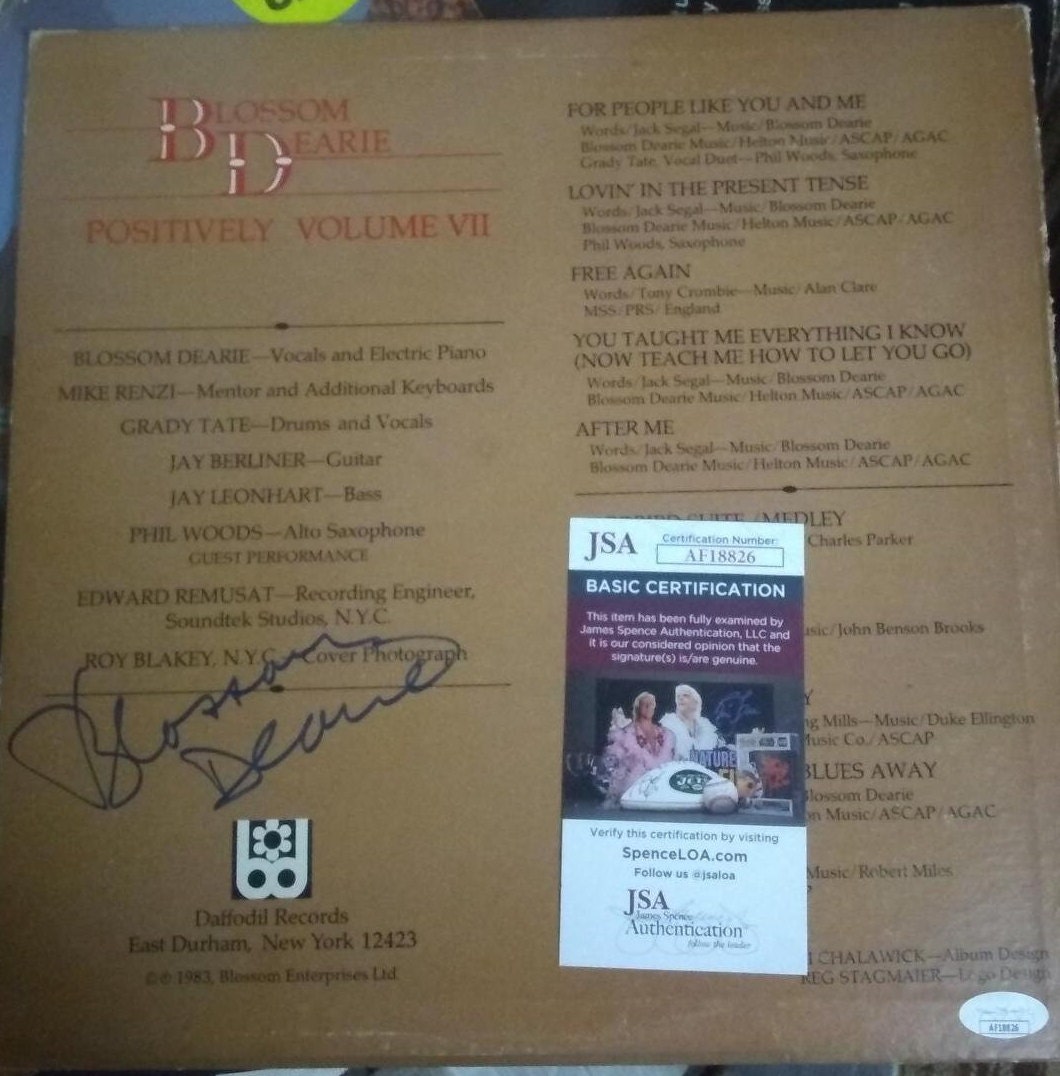 BLOSSOM
DEARIE
POSITIVELY VOLUME VII
BLOSSOM DEARIE—Vocals and Electric Piano
MIKE RENZI—Mentor and Additional Keyboards
GRADY TATE—Drums and Vocals
JAY BERLINER—Guitar
JAY LEONHART—Bass
PHIL WOODS—Alto Saxophone
GUEST PERFORMANCE
EDWARD REMUSAT—Recording Engineer,
Soundtek Studios, N.Y.C.
ROY BLAKEY, N.Y.C.—Cover Photograph
Blossom
Dearie
Daffodil Records
East Durham, New York 12423
©℗ 1983, Blossom Enterprises Ltd.
FOR PEOPLE LIKE YOU AND ME
Words/Jack Segal—Music/Blossom Dearie
Blossom Dearie Music/Helton Music/ASCAP/AGAC
Grady Tate, Vocal Duet—Phil Woods, Saxophone
LOVIN' IN THE PRESENT TENSE
Words/Jack Segal—Music/Blossom Dearie
Blossom Dearie Music/Helton Music/ASCAP/AGAC
Phil Woods, Saxophone
FREE AGAIN
Words/Tony Crombie—Music/Alan Clare
MSS/PRS/England
YOU TAUGHT ME EVERYTHING I KNOW
(NOW TEACH ME HOW TO LET YOU GO)
Words/Jack Segal—Music/Blossom Dearie
Blossom Dearie Music/Helton Music/ASCAP/AGAC
AFTER ME
Words/Jack Segal—Music/Blossom Dearie
Blossom Dearie Music/Helton Music/ASCAP/AGAC
SUITE/MEDLEY
Charles Parker
/John Benson Brooks
Mills—Music/Duke Ellington
Music Co./ASCAP
BLUES AWAY
Blossom Dearie
Music/ASCAP/AGAC
Music/Robert Miles
CHALAWICK—Album Design
STAGMAIER—Logo Design
JSA
Certification Number:
AF18826
BASIC CERTIFICATION
This item has been fully examined by
James Spence Authentication, LLC and
it is our considered opinion that the
signature(s) is/are genuine.
JETS
Verify this certification by visiting
SpenceLOA.com
Follow us @jsaloa
JSA
James Spence
Authentication
follow the leader
AF18826